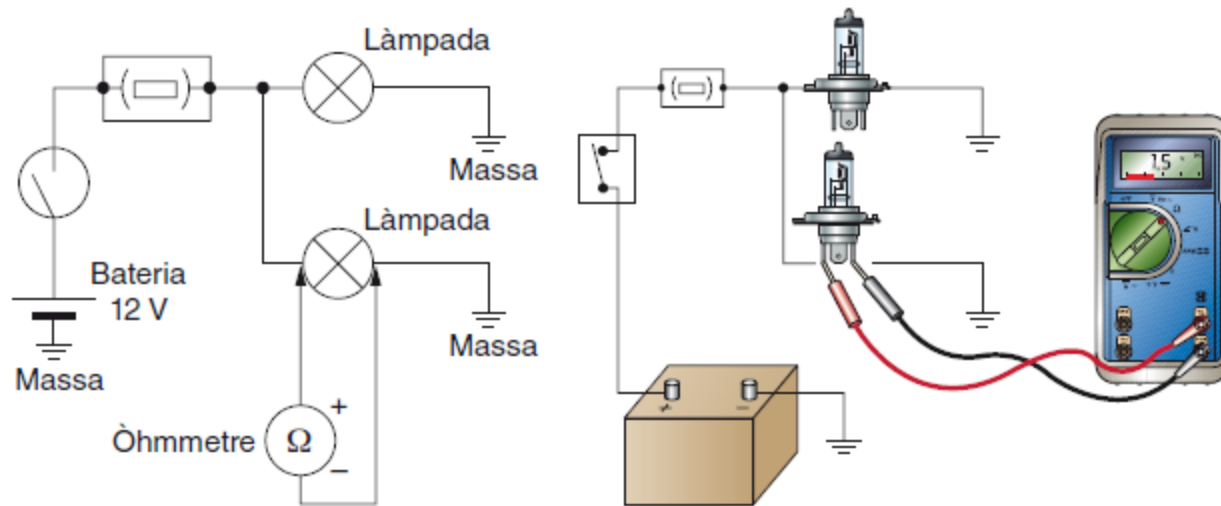 Làmpada
Massa
Làmpada
Bateria
12 V
Massa
Massa
+
Òhmmetre
Ω
−
1.5
Ω
+
−